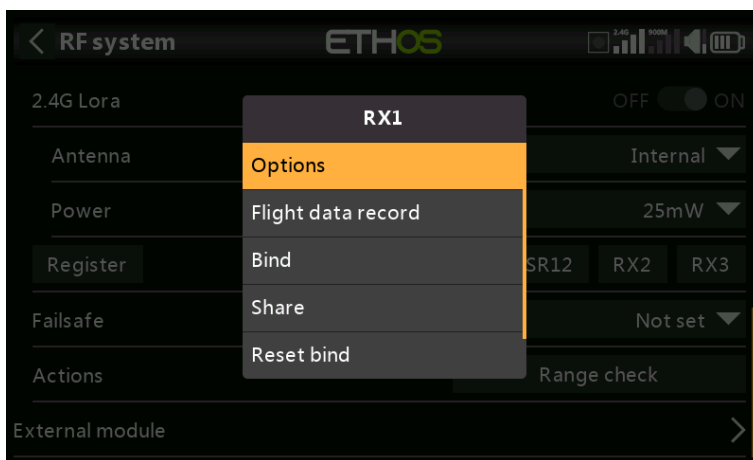 RF system
ETHOS
2.4G
900M
2.4G Lora
OFF
ON
RX1
Antenna
Internal
Options
Power
Flight data record
25mW
Register
Bind
SR12
RX2
RX3
Failsafe
Share
Not set
Reset bind
Actions
Range check
External module